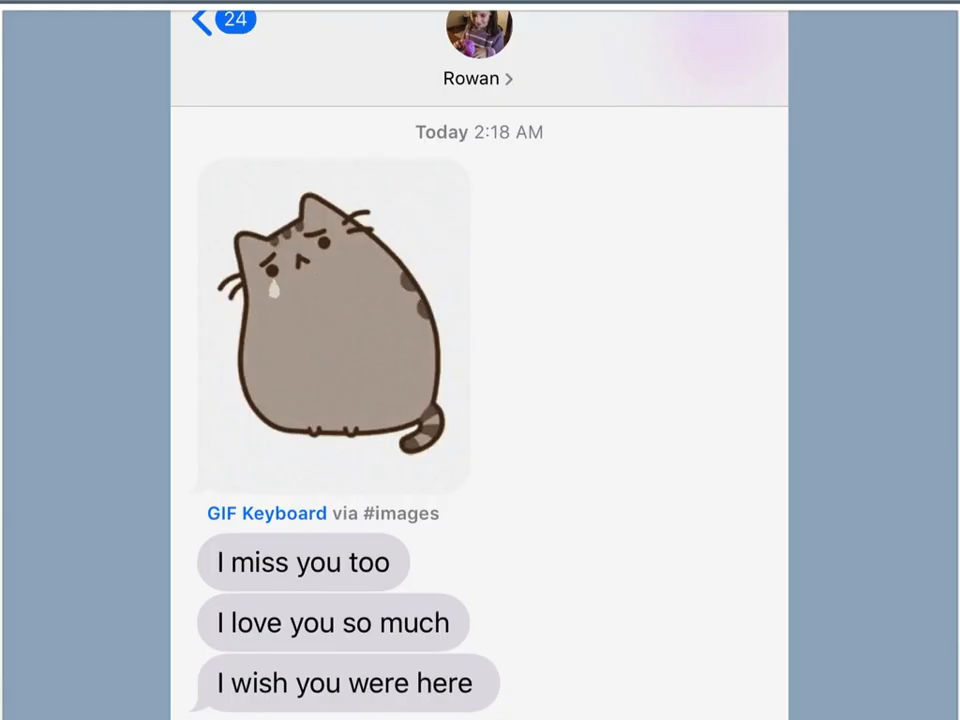 24
Rowan >
Today 2:18 AM
GIF Keyboard via #images
I miss you too
I love you so much
I wish you were here